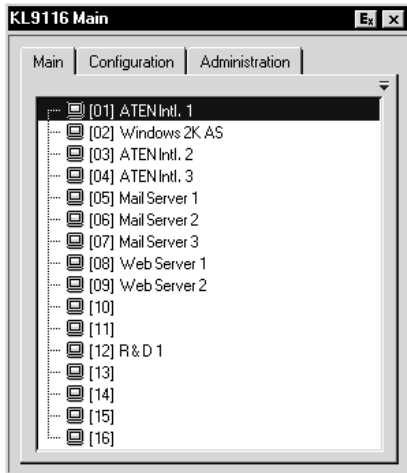 KL9116 Main Ex
Main Configuration Administration
[01] ATEN Intl. 1
[02] Windows 2K AS
[03] ATEN Intl. 2
[04] ATEN Intl. 3
[05] Mail Server 1
[06] Mail Server 2
[07] Mail Server 3
[08] Web Server 1
[09] Web Server 2
[10]
[11]
[12] R & D 1
[13]
[14]
[15]
[16]